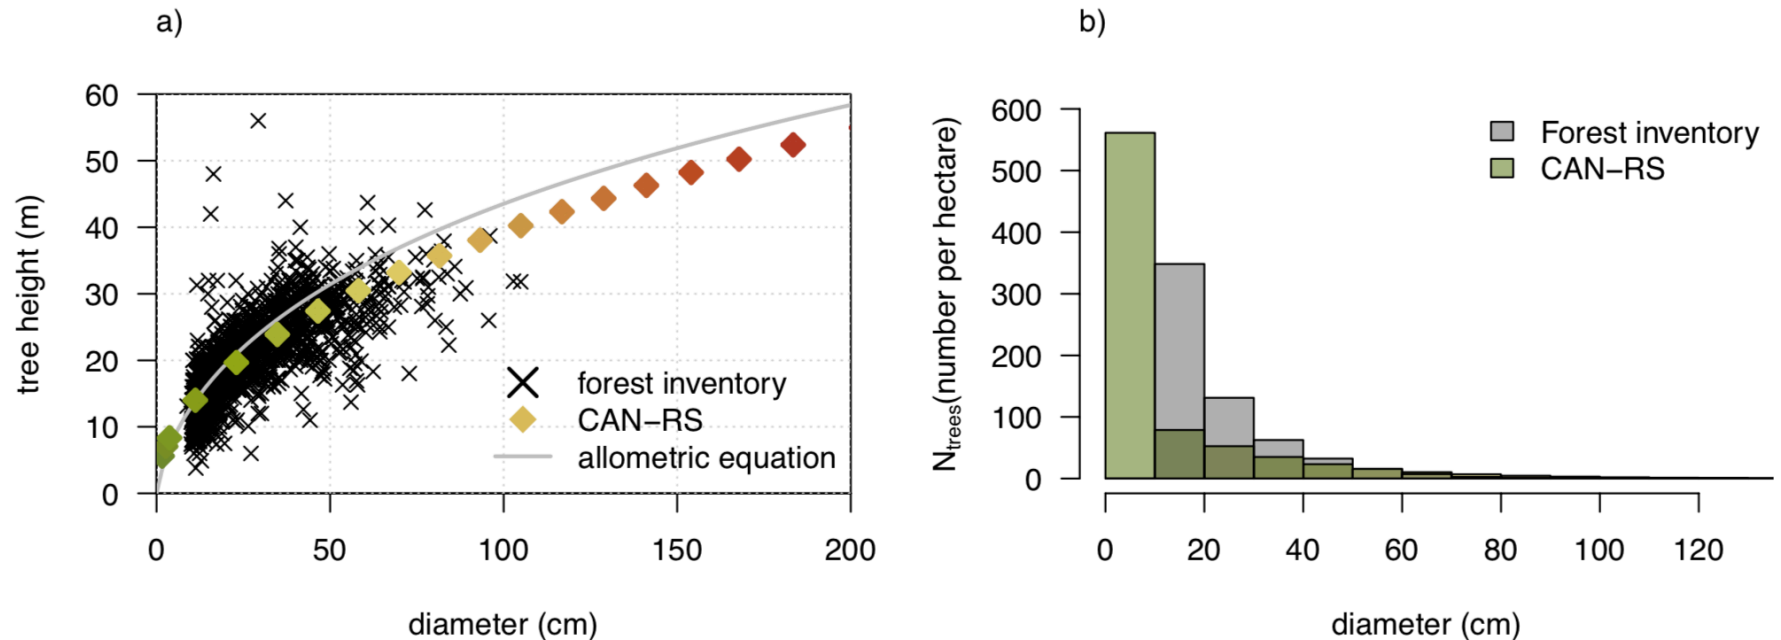 a)
60
50
40
30
20
10
0
tree height (m)
forest inventory
CAN−RS
allometric equation
0 50 100 150 200
diameter (cm)
b)
600
500
400
300
200
100
0
Ntrees(number per hectare)
Forest inventory
CAN−RS
0 20 40 60 80 100 120
diameter (cm)